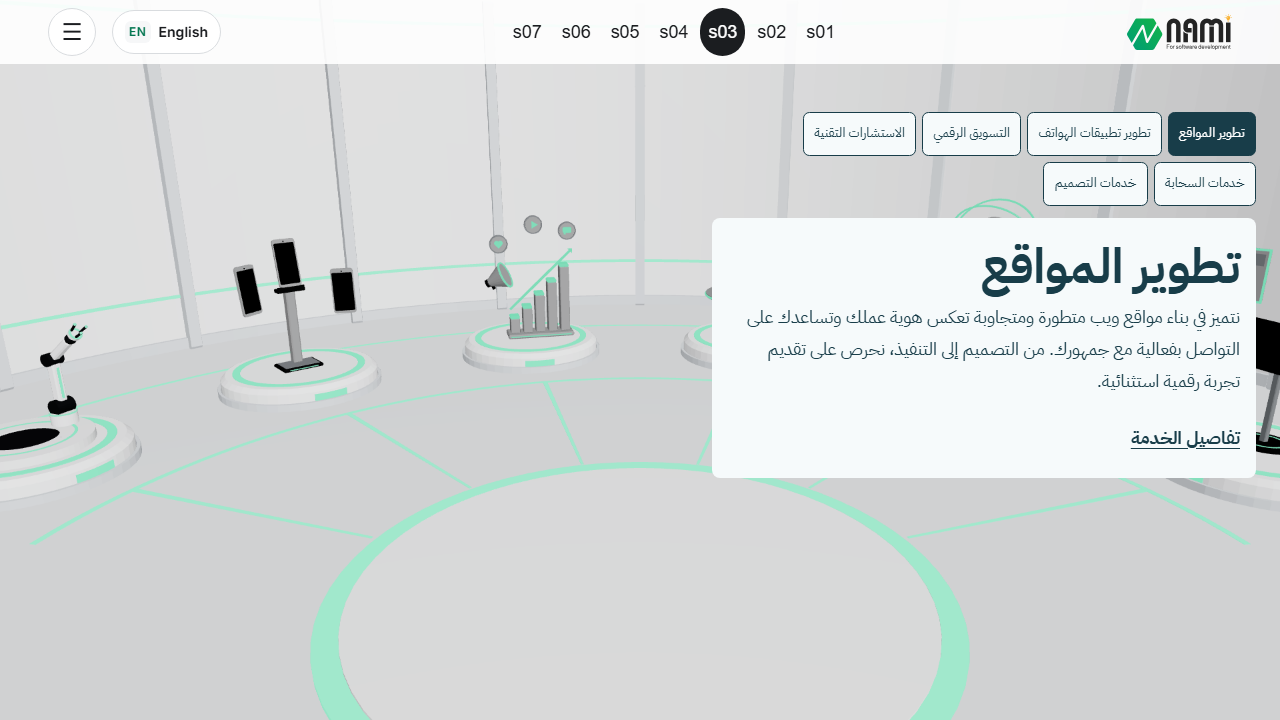 NAMi
For software development
s01
s02
s03
s04
s05
s06
s07
EN English
تطوير المواقع
تطوير تطبيقات الهواتف
التسويق الرقمي
الاستشارات التقنية
خدمات السحابة
خدمات التصميم
تطوير المواقع
نتميز في بناء مواقع ويب متطورة ومتجاوبة تعكس هوية عملك وتساعدك على
التواصل بفعالية مع جمهورك. من التصميم إلى التنفيذ، نحرص على تقديم
تجربة رقمية استثنائية.
تفاصيل الخدمة